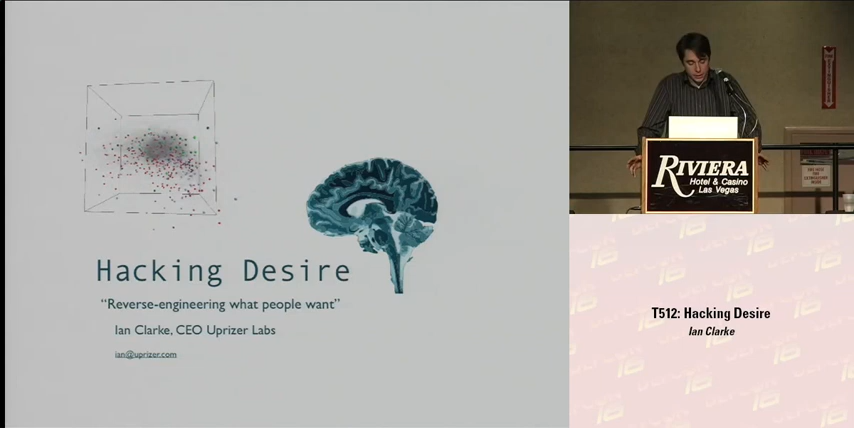 Hacking Desire
“Reverse-engineering what people want”
Ian Clarke, CEO Uprizer Labs
ian@uprizer.com
RIVIERA
Hotel & Casino
Las Vegas
T512: Hacking Desire
Ian Clarke